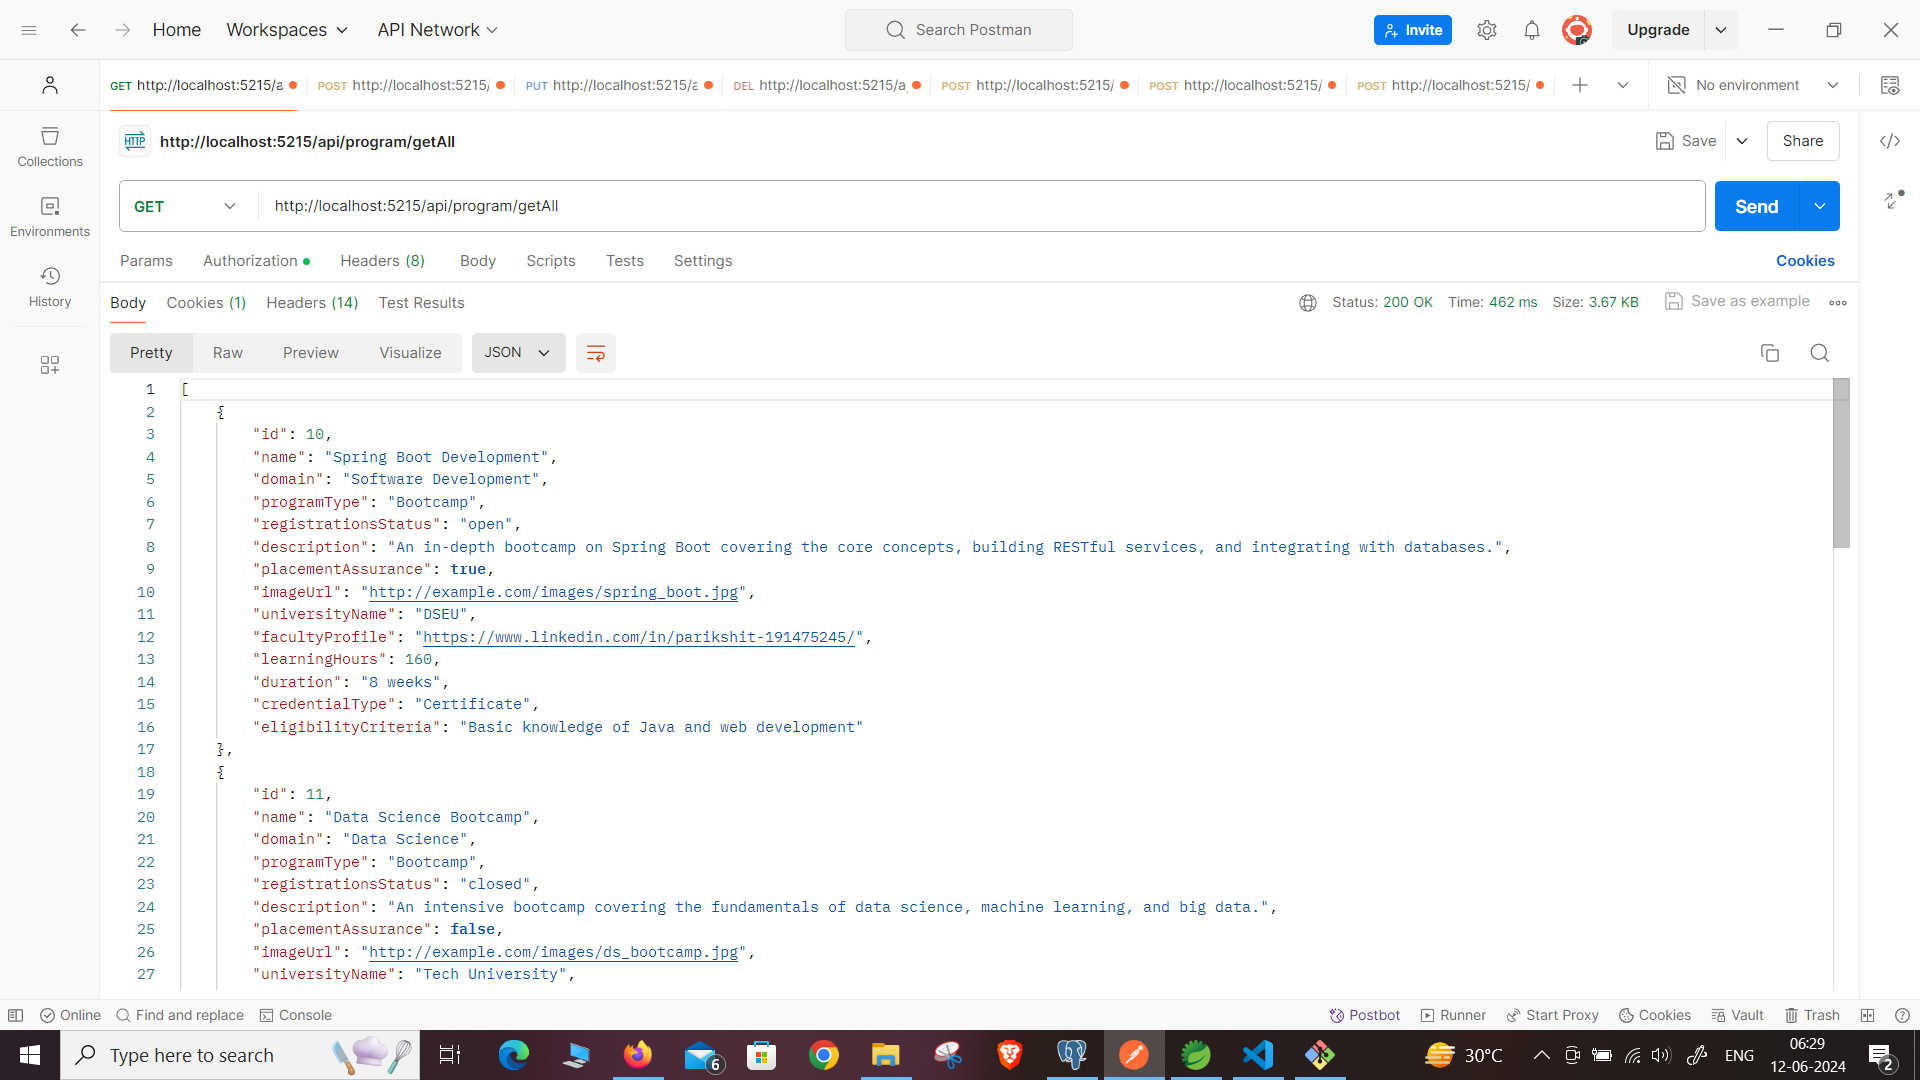 Home Workspaces API Network Search Postman Invite Upgrade
GET http://localhost:5215/a POST http://localhost:5215/ PUT http://localhost:5215/a DEL http://localhost:5215/a POST http://localhost:5215/ POST http://localhost:5215/ POST http://localhost:5215/ No environment
HTTP http://localhost:5215/api/program/getAll Save Share
Collections
Environments
History
GET http://localhost:5215/api/program/getAll Send
Params Authorization Headers (8) Body Scripts Tests Settings Cookies
Body Cookies (1) Headers (14) Test Results Status: 200 OK Time: 462 ms Size: 3.67 KB Save as example
Pretty Raw Preview Visualize JSON
1 [
2 {
3 "id": 10,
4 "name": "Spring Boot Development",
5 "domain": "Software Development",
6 "programType": "Bootcamp",
7 "registrationsStatus": "open",
8 "description": "An in-depth bootcamp on Spring Boot covering the core concepts, building RESTful services, and integrating with databases.",
9 "placementAssurance": true,
10 "imageUrl": "http://example.com/images/spring_boot.jpg",
11 "universityName": "DSEU",
12 "facultyProfile": "https://www.linkedin.com/in/parikshit-191475245/",
13 "learningHours": 160,
14 "duration": "8 weeks",
15 "credentialType": "Certificate",
16 "eligibilityCriteria": "Basic knowledge of Java and web development"
17 },
18 {
19 "id": 11,
20 "name": "Data Science Bootcamp",
21 "domain": "Data Science",
22 "programType": "Bootcamp",
23 "registrationsStatus": "closed",
24 "description": "An intensive bootcamp covering the fundamentals of data science, machine learning, and big data.",
25 "placementAssurance": false,
26 "imageUrl": "http://example.com/images/ds_bootcamp.jpg",
27 "universityName": "Tech University",
Online Find and replace Console Postbot Runner Start Proxy Cookies Vault Trash
Type here to search 6 30°C ENG 06:29 2
12-06-2024